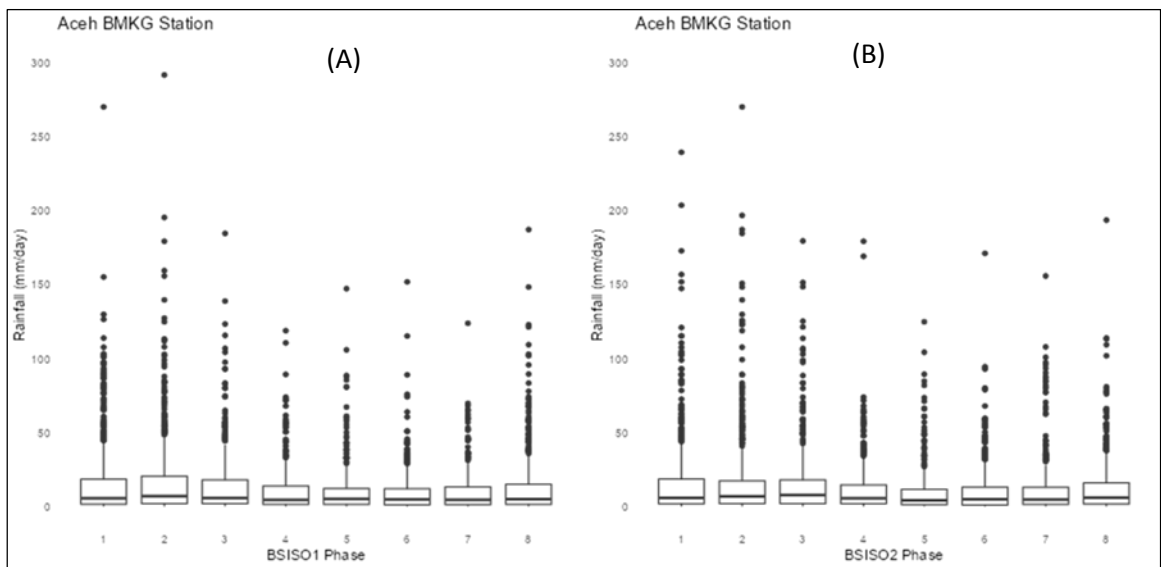 Aceh BMKG Station
(A)
300
250
200
150
100
50
0
Rainfall (mm/day)
1 2 3 4 5 6 7 8
BSISO1 Phase
Aceh BMKG Station
(B)
300
250
200
150
100
50
0
Rainfall (mm/day)
1 2 3 4 5 6 7 8
BSISO2 Phase